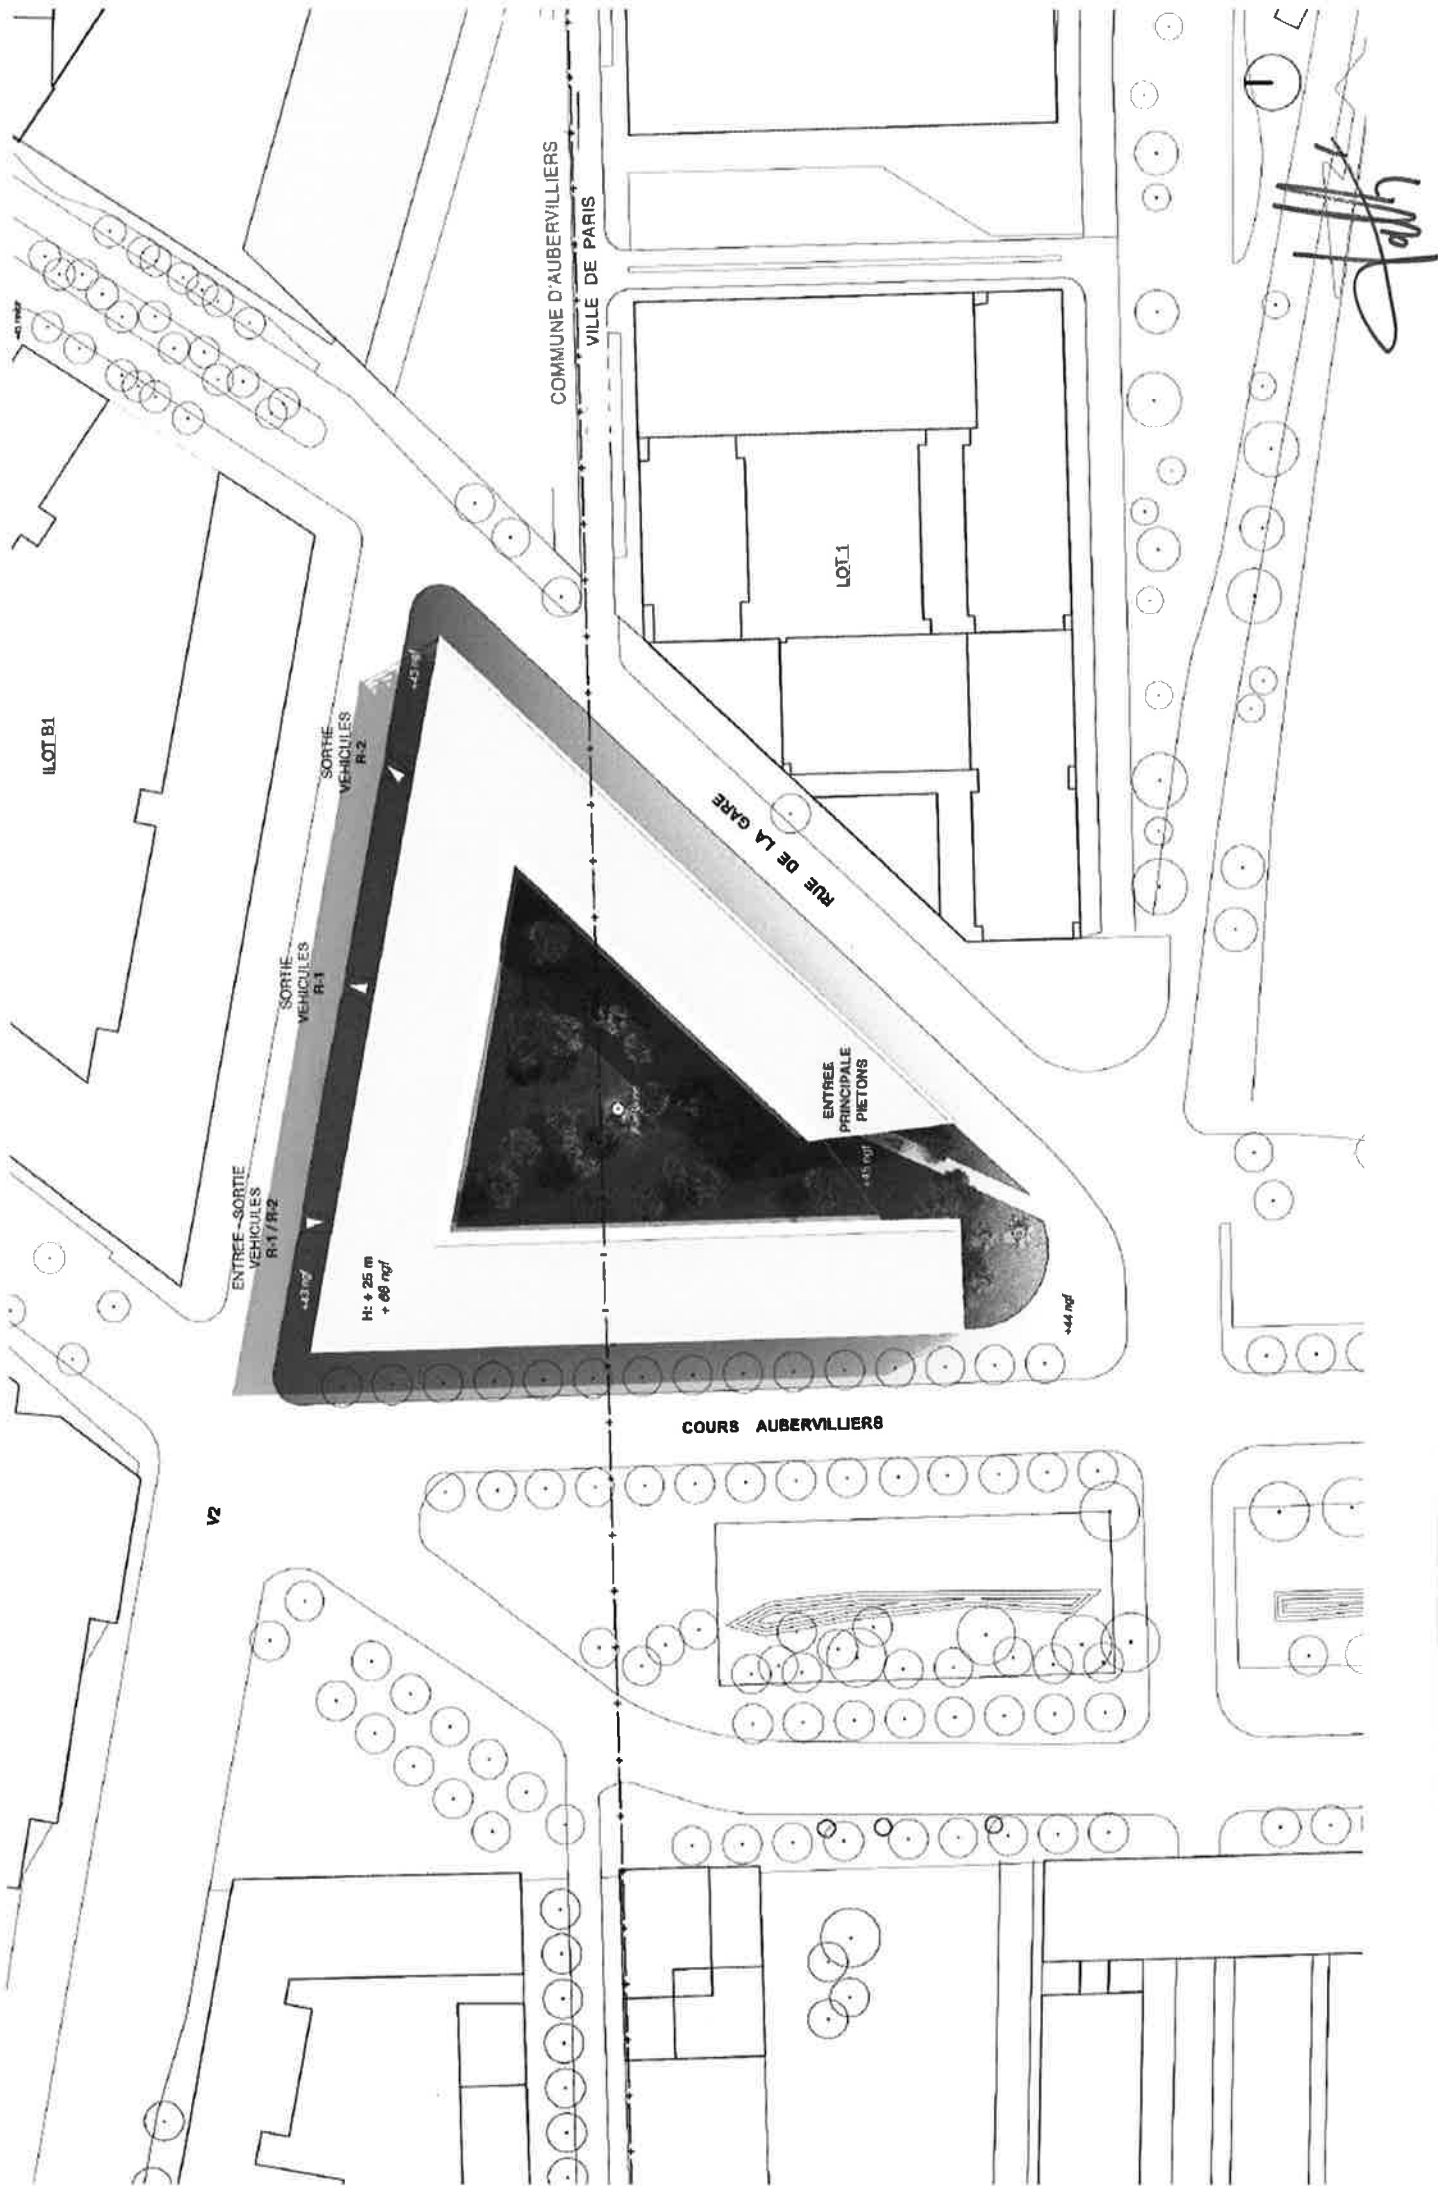 ILOT B1
COMMUNE D'AUBERVILLIERS
VILLE DE PARIS
LOT 1
SORTIE
VEHICULES
R-2
+43 ngf
SORTIE
VEHICULES
R-1
RUE DE LA GARE
ENTREE
PRINCIPALE
PIETONS
+45 ngf
ENTREE-SORTIE
VEHICULES
R-1 / R-2
+43 ngf
H: + 25 m
+ 68 ngf
+44 ngf
COURS AUBERVILLIERS
V2